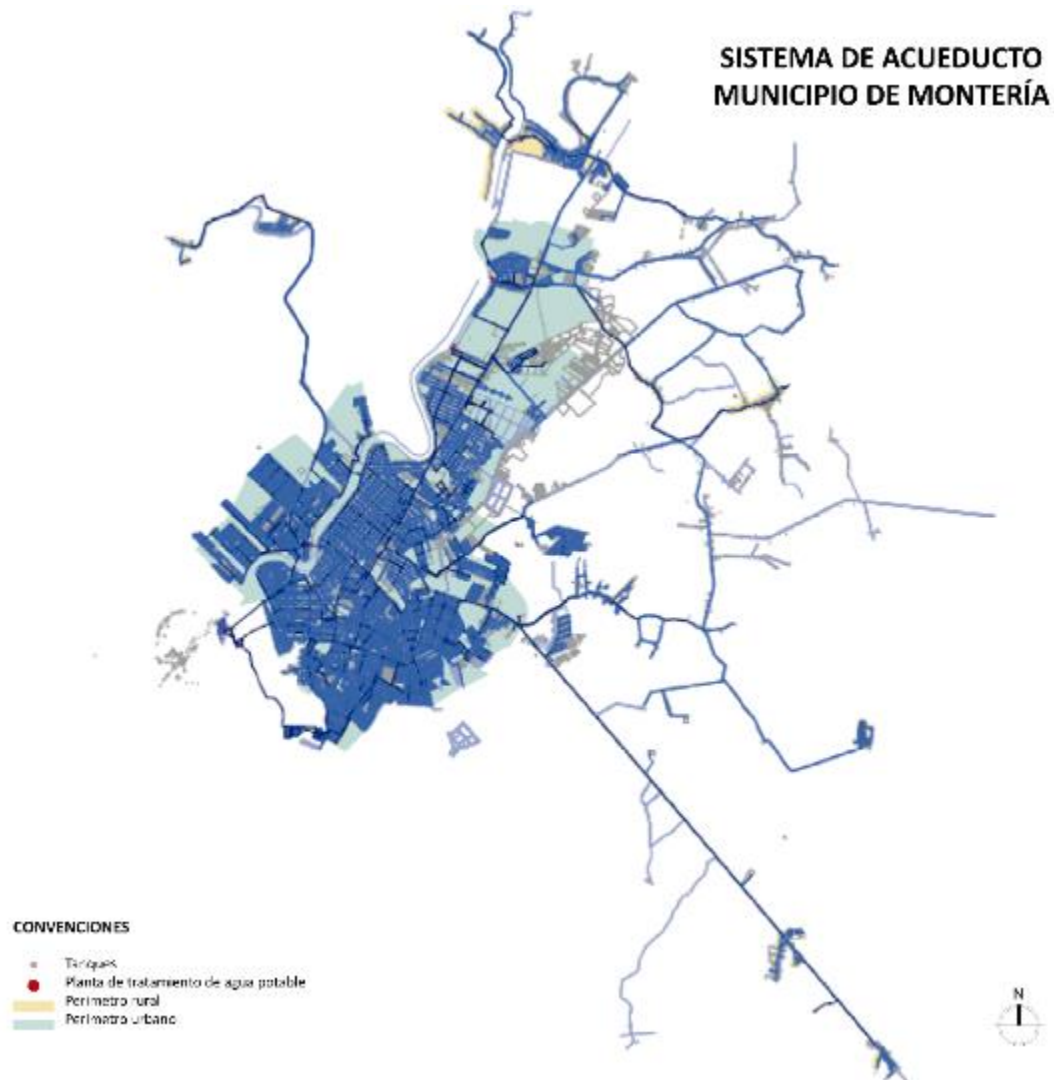 SISTEMA DE ACUEDUCTO
MUNICIPIO DE MONTERÍA
CONVENCIONES
Tanques
Planta de tratamiento de agua potable
Perímetro rural
Perímetro urbano
N